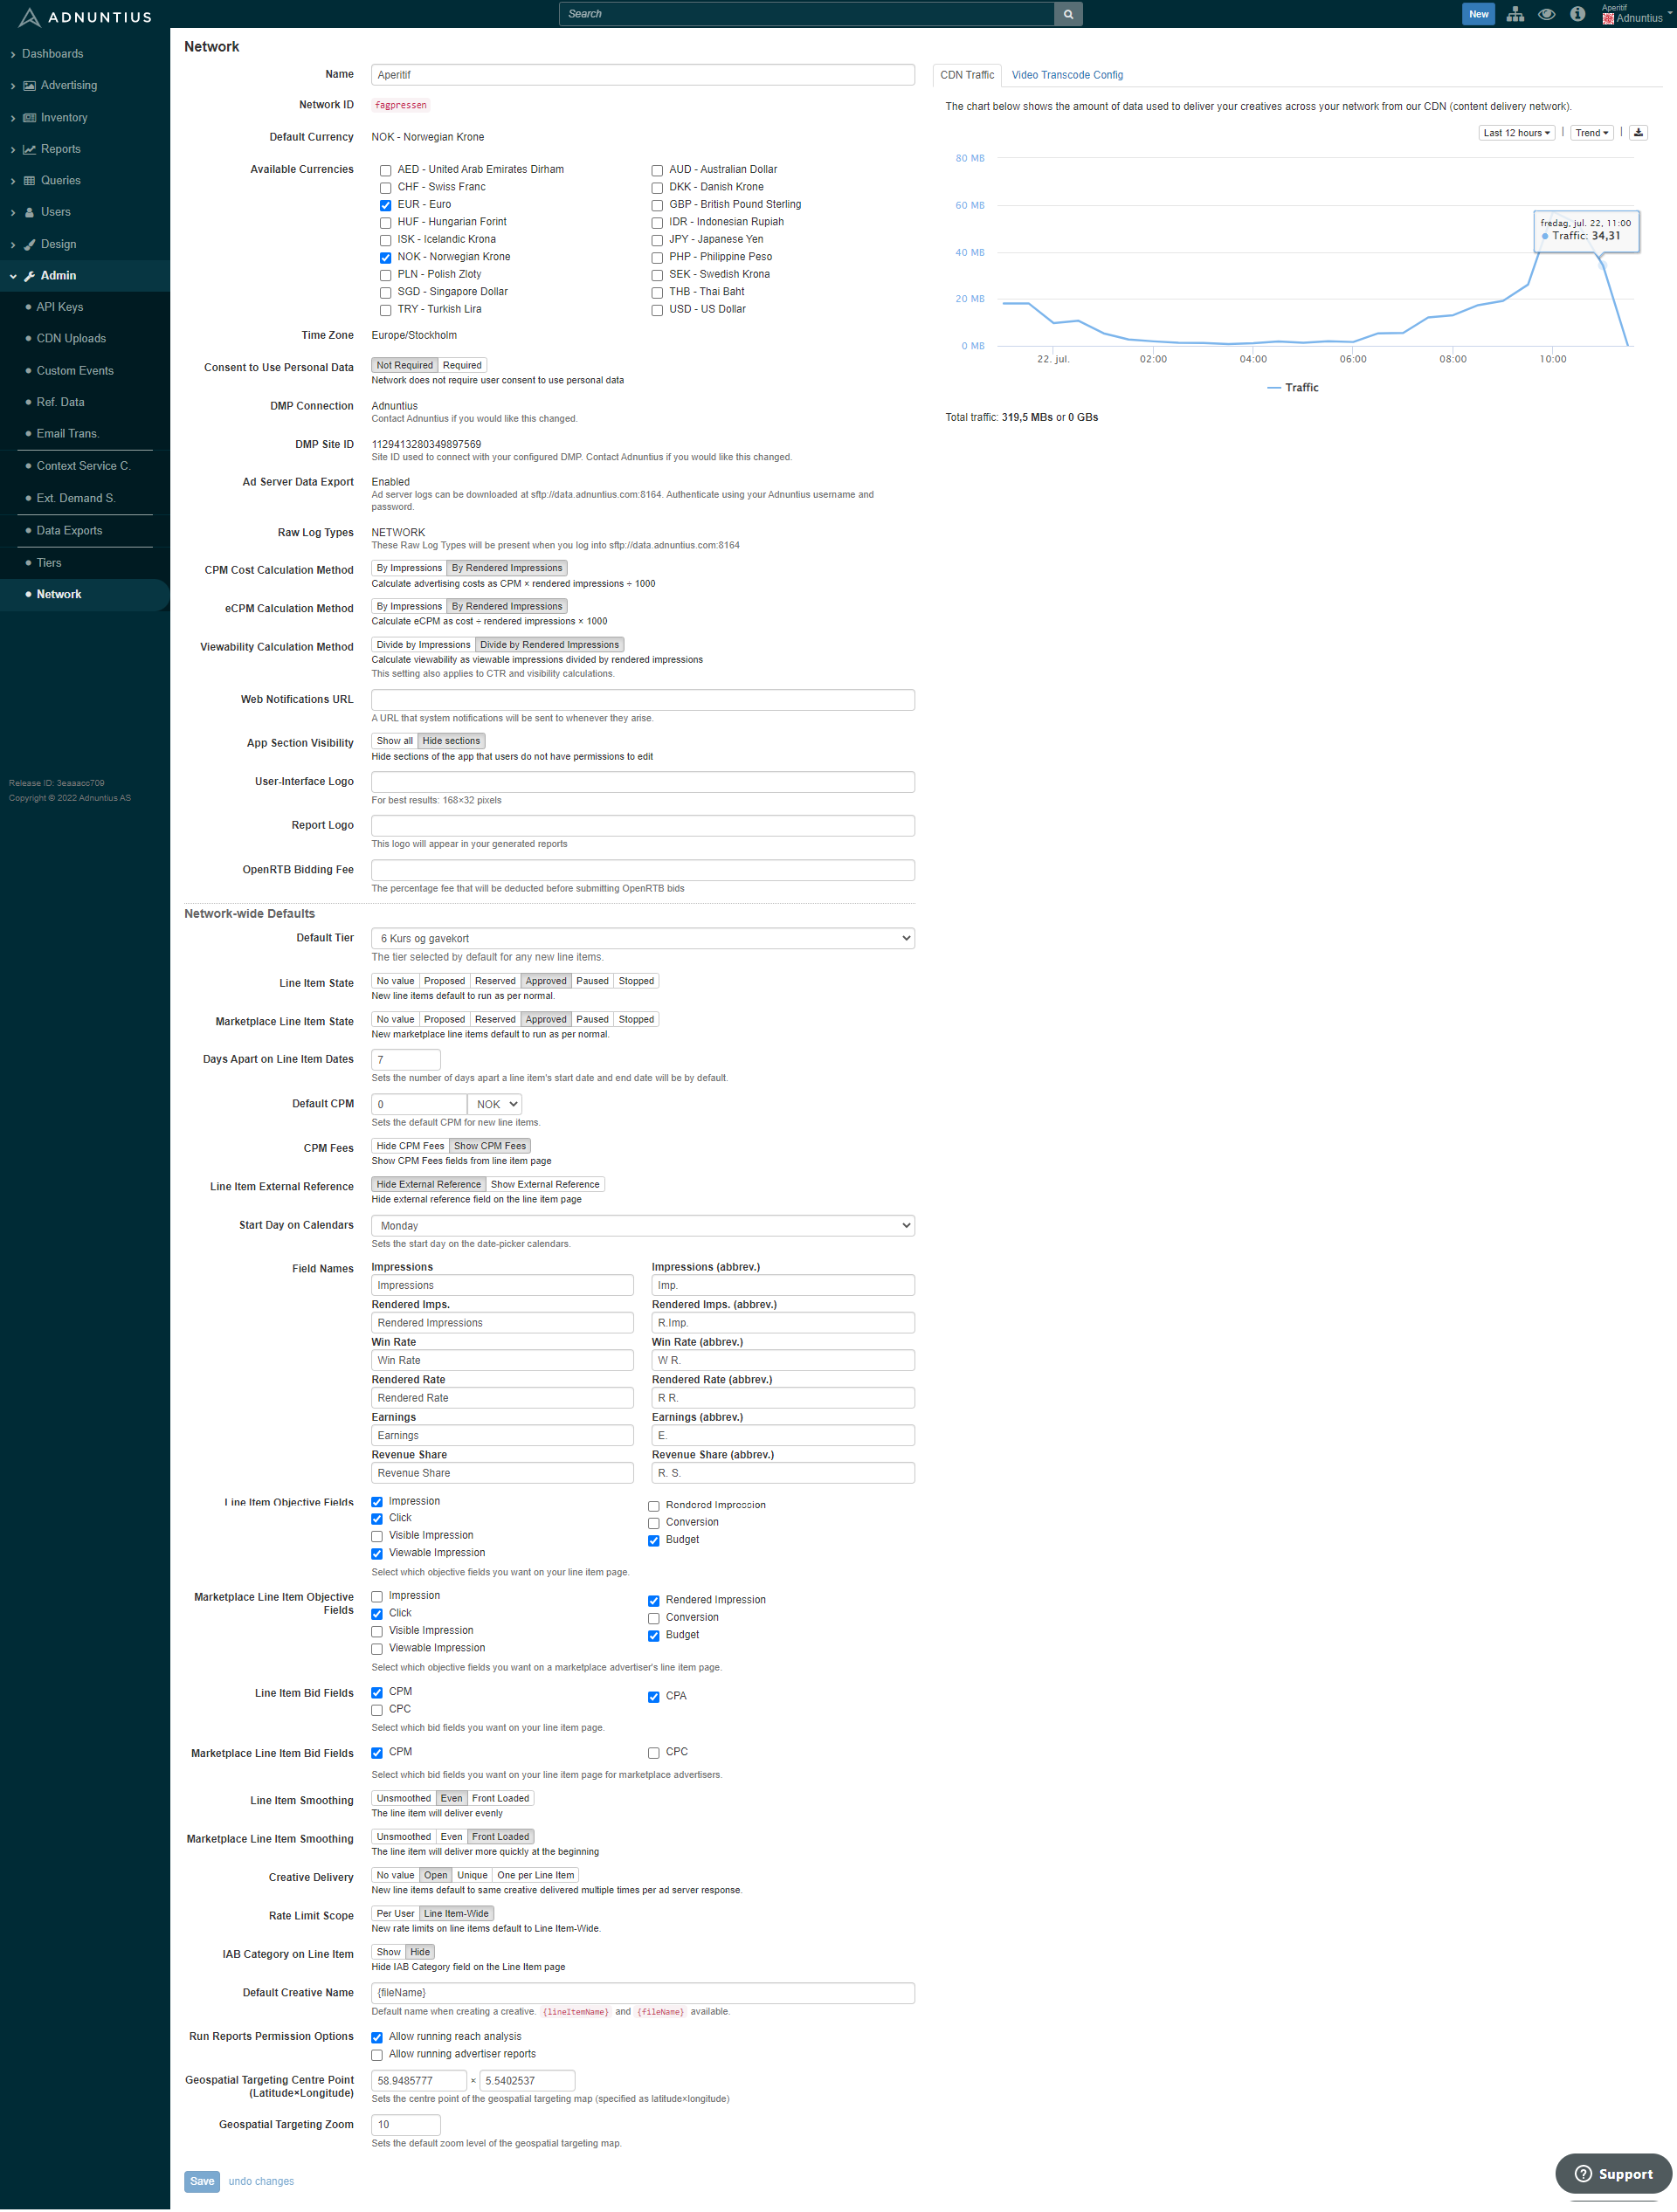 ADNUNTIUS
Search
New
Aperitif
Adnuntius
Dashboards
Advertising
Inventory
Reports
Queries
Users
Design
Admin
API Keys
CDN Uploads
Custom Events
Ref. Data
Email Trans.
Context Service C.
Ext. Demand S.
Data Exports
Tiers
Network
Release ID: 3eaaacc709
Copyright © 2022 Adnuntius AS
Network
Name
Aperitif
Network ID
fagpressen
Default Currency
NOK - Norwegian Krone
Available Currencies
AED - United Arab Emirates Dirham
AUD - Australian Dollar
CHF - Swiss Franc
DKK - Danish Krone
EUR - Euro
GBP - British Pound Sterling
HUF - Hungarian Forint
IDR - Indonesian Rupiah
ISK - Icelandic Krona
JPY - Japanese Yen
NOK - Norwegian Krone
PHP - Philippine Peso
PLN - Polish Zloty
SEK - Swedish Krona
SGD - Singapore Dollar
THB - Thai Baht
TRY - Turkish Lira
USD - US Dollar
Time Zone
Europe/Stockholm
Consent to Use Personal Data
Not Required Required
Network does not require user consent to use personal data
DMP Connection
Adnuntius
Contact Adnuntius if you would like this changed.
DMP Site ID
1129413280349897569
Site ID used to connect with your configured DMP. Contact Adnuntius if you would like this changed.
Ad Server Data Export
Enabled
Ad server logs can be downloaded at sftp://data.adnuntius.com:8164. Authenticate using your Adnuntius username and
password.
Raw Log Types
NETWORK
These Raw Log Types will be present when you log into sftp://data.adnuntius.com:8164
CPM Cost Calculation Method
By Impressions By Rendered Impressions
Calculate advertising costs as CPM × rendered impressions ÷ 1000
eCPM Calculation Method
By Impressions By Rendered Impressions
Calculate eCPM as cost ÷ rendered impressions × 1000
Viewability Calculation Method
Divide by Impressions Divide by Rendered Impressions
Calculate viewability as viewable impressions divided by rendered impressions
This setting also applies to CTR and visibility calculations.
Web Notifications URL
A URL that system notifications will be sent to whenever they arise.
App Section Visibility
Show all Hide sections
Hide sections of the app that users do not have permissions to edit
User-Interface Logo
For best results: 168×32 pixels
Report Logo
This logo will appear in your generated reports
OpenRTB Bidding Fee
The percentage fee that will be deducted before submitting OpenRTB bids
Network-wide Defaults
Default Tier
6 Kurs og gavekort
The tier selected by default for any new line items.
Line Item State
No value Proposed Reserved Approved Paused Stopped
New line items default to run as per normal.
Marketplace Line Item State
No value Proposed Reserved Approved Paused Stopped
New marketplace line items default to run as per normal.
Days Apart on Line Item Dates
7
Sets the number of days apart a line item's start date and end date will be by default.
Default CPM
0 NOK
Sets the default CPM for new line items.
CPM Fees
Hide CPM Fees Show CPM Fees
Show CPM Fees fields from line item page
Line Item External Reference
Hide External Reference Show External Reference
Hide external reference field on the line item page
Start Day on Calendars
Monday
Sets the start day on the date-picker calendars.
Field Names
Impressions
Impressions (abbrev.)
Impressions
Imp.
Rendered Imps.
Rendered Imps. (abbrev.)
Rendered Impressions
R.Imp.
Win Rate
Win Rate (abbrev.)
Win Rate
W R.
Rendered Rate
Rendered Rate (abbrev.)
Rendered Rate
R R.
Earnings
Earnings (abbrev.)
Earnings
E.
Revenue Share
Revenue Share (abbrev.)
Revenue Share
R. S.
Line Item Objective Fields
Impression
Rendered Impression
Click
Conversion
Visible Impression
Budget
Viewable Impression
Select which objective fields you want on your line item page.
Marketplace Line Item Objective
Fields
Impression
Rendered Impression
Click
Conversion
Visible Impression
Budget
Viewable Impression
Select which objective fields you want on a marketplace advertiser's line item page.
Line Item Bid Fields
CPM
CPA
CPC
Select which bid fields you want on your line item page.
Marketplace Line Item Bid Fields
CPM
CPC
Select which bid fields you want on your line item page for marketplace advertisers.
Line Item Smoothing
Unsmoothed Even Front Loaded
The line item will deliver evenly
Marketplace Line Item Smoothing
Unsmoothed Even Front Loaded
The line item will deliver more quickly at the beginning
Creative Delivery
No value Open Unique One per Line Item
New line items default to same creative delivered multiple times per ad server response.
Rate Limit Scope
Per User Line Item-Wide
New rate limits on line items default to Line Item-Wide.
IAB Category on Line Item
Show Hide
Hide IAB Category field on the Line Item page
Default Creative Name
{fileName}
Default name when creating a creative. {lineItemName} and {fileName} available.
Run Reports Permission Options
Allow running reach analysis
Allow running advertiser reports
Geospatial Targeting Centre Point
(Latitude×Longitude)
58.9485777 × 5.5402537
Sets the centre point of the geospatial targeting map (specified as latitude×longitude)
Geospatial Targeting Zoom
10
Sets the default zoom level of the geospatial targeting map.
Save undo changes
CDN Traffic Video Transcode Config
The chart below shows the amount of data used to deliver your creatives across your network from our CDN (content delivery network).
Last 12 hours | Trend |
80 MB
60 MB
40 MB
20 MB
0 MB
fredag, jul. 22, 11:00
Traffic: 34,31
22. jul. 02:00 04:00 06:00 08:00 10:00
Traffic
Total traffic: 319,5 MBs or 0 GBs
Support